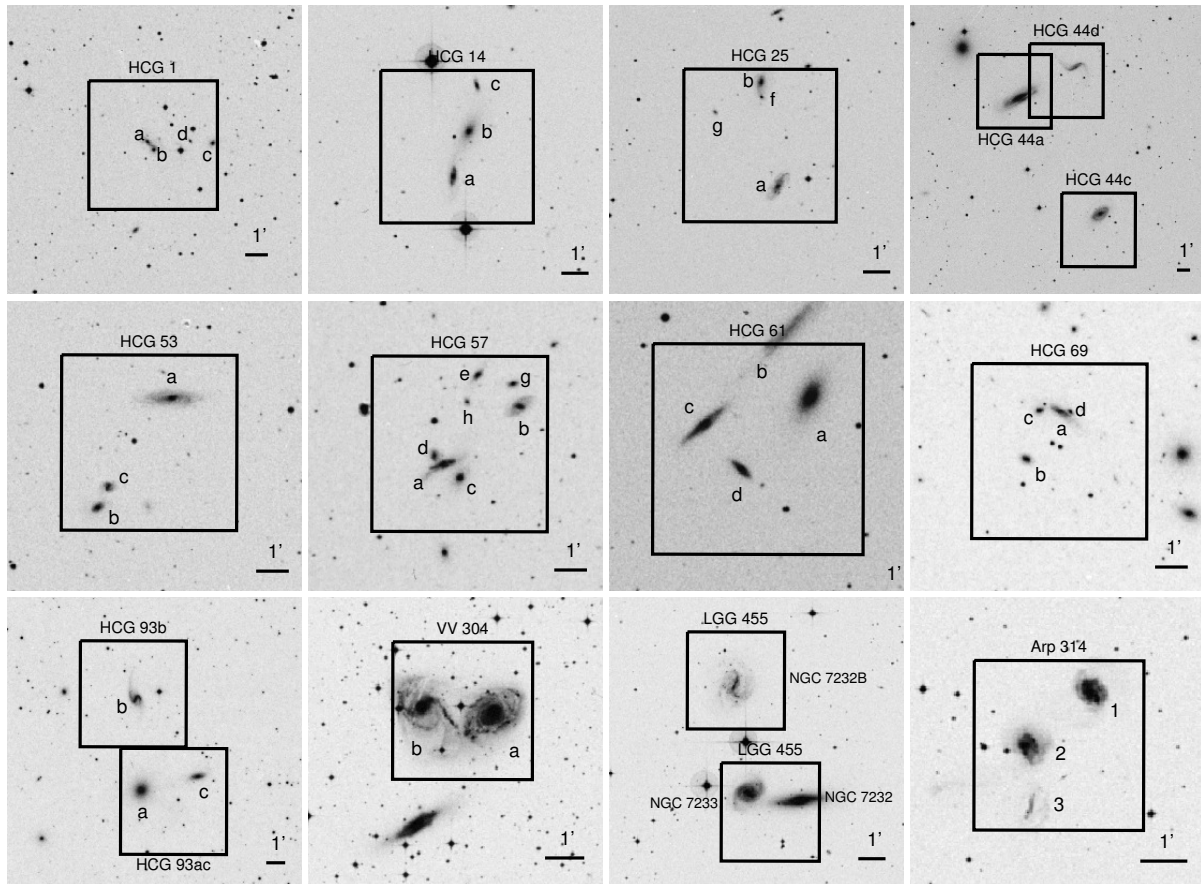 HCG 1
a
d
b
c
1’
HCG 14
c
b
a
1’
HCG 25
b
f
g
a
1’
HCG 44d
HCG 44a
HCG 44c
1’
HCG 53
a
c
b
1’
HCG 57
e
g
h
b
d
a
c
1’
HCG 61
b
c
a
d
1’
HCG 69
c
d
a
b
1’
HCG 93b
b
a
c
HCG 93ac
1’
VV 304
b
a
1’
LGG 455
NGC 7232B
LGG 455
NGC 7233
NGC 7232
1’
Arp 314
1
2
3
1’